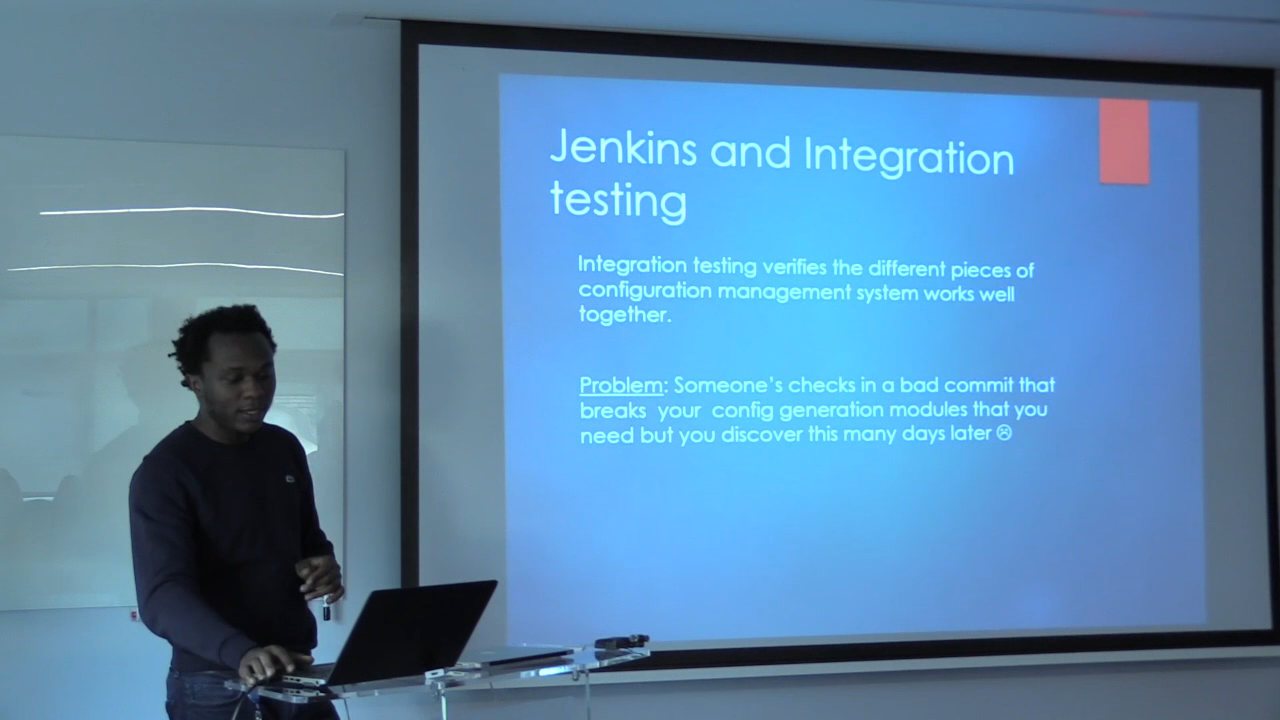 Jenkins and Integration
testing
Integration testing verifies the different pieces of
configuration management system works well
together.
Problem: Someone's checks in a bad commit that
breaks your config generation modules that you
need but you discover this many days later ☹